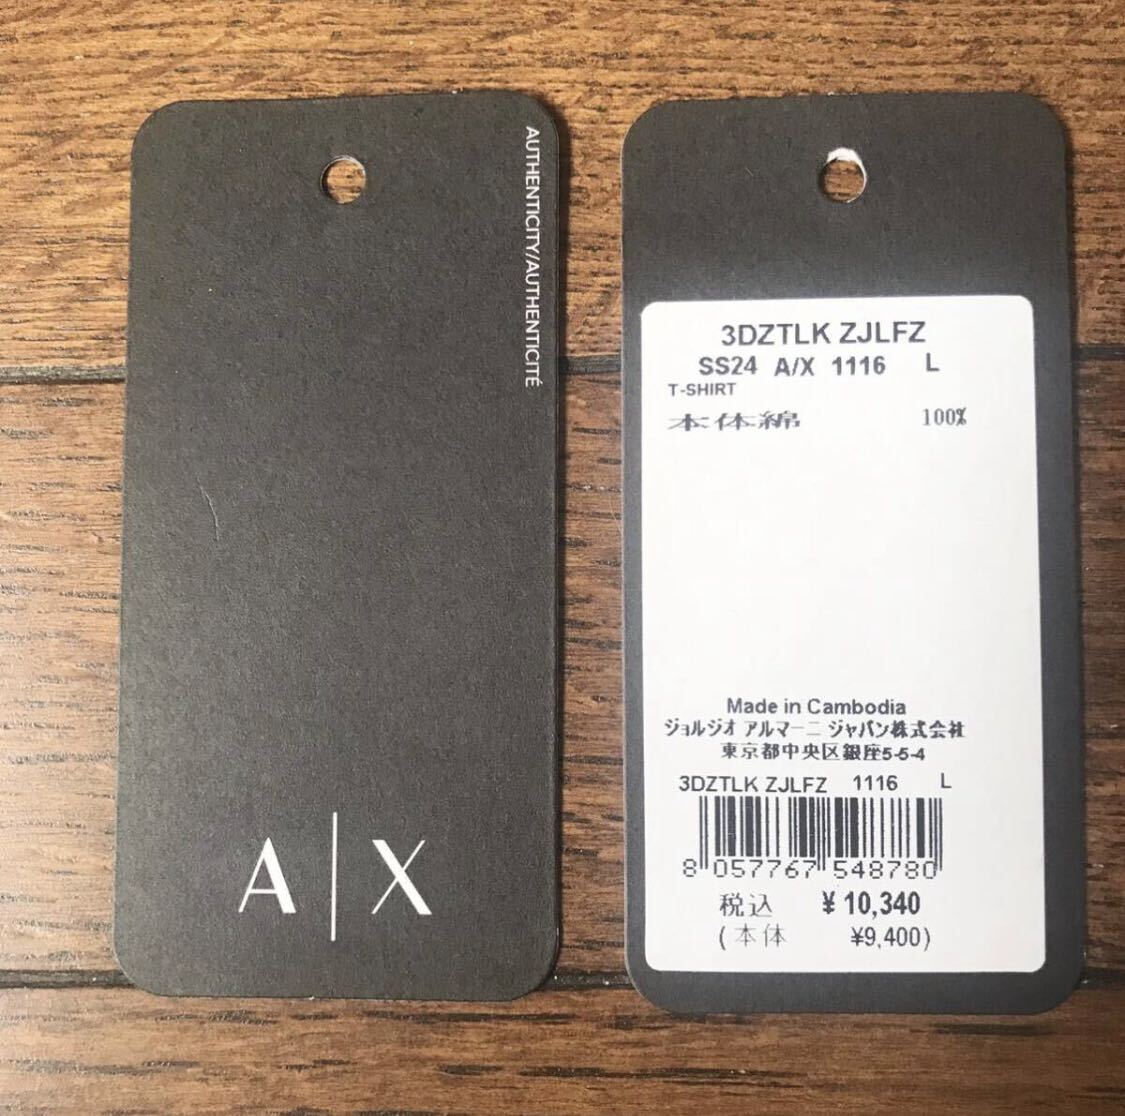 AUTHENTICITY/AUTHENTICITÉ
A|X
3DZTLK ZJLFZ
SS24 A/X 1116 L
T-SHIRT
本体綿 100%
Made in Cambodia
ジョルジオ アルマーニ ジャパン株式会社
東京都中央区銀座5-5-4
3DZTLK ZJLFZ 1116 L
8 057767 548780
税込 ¥10,340
(本体 ¥9,400)